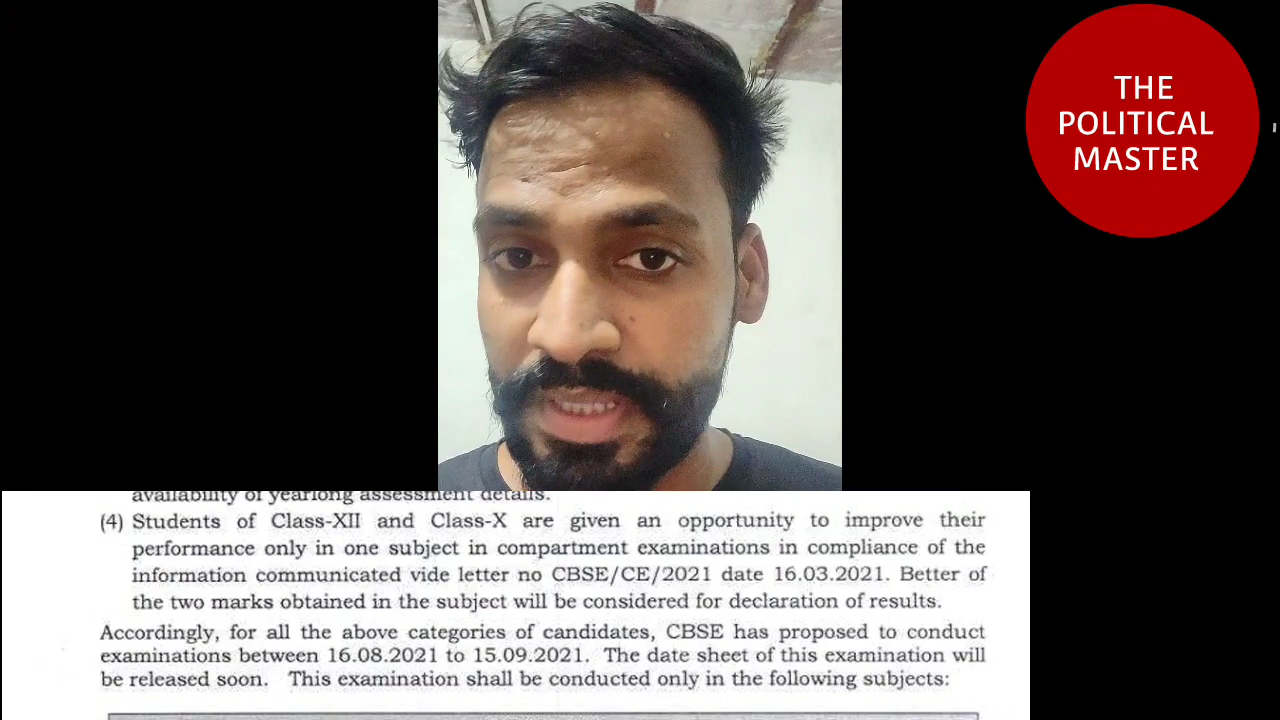 THE
POLITICAL
MASTER
availability of yearlong assessment details.
(4) Students of Class-XII and Class-X are given an opportunity to improve their
performance only in one subject in compartment examinations in compliance of the
information communicated vide letter no CBSE/CE/2021 date 16.03.2021. Better of
the two marks obtained in the subject will be considered for declaration of results.
Accordingly, for all the above categories of candidates, CBSE has proposed to conduct
examinations between 16.08.2021 to 15.09.2021. The date sheet of this examination will
be released soon. This examination shall be conducted only in the following subjects: